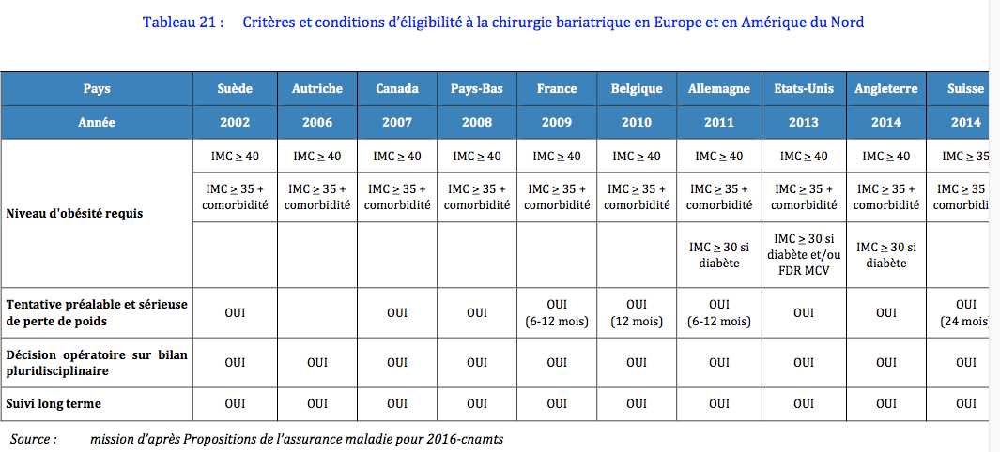 Tableau 21 : Critères et conditions d'éligibilité à la chirurgie bariatrique en Europe et en Amérique du Nord
Pays Suède Autriche Canada Pays-Bas France Belgique Allemagne Etats-Unis Angleterre Suisse
Année 2002 2006 2007 2008 2009 2010 2011 2013 2014 2014
Niveau d'obésité requis
IMC ≥ 40 IMC ≥ 40 IMC ≥ 40 IMC ≥ 40 IMC ≥ 40 IMC ≥ 40 IMC ≥ 40 IMC ≥ 40 IMC ≥ 40 IMC ≥ 35
IMC ≥ 35 + IMC ≥ 35 + IMC ≥ 35 + IMC ≥ 35 + IMC ≥ 35 + IMC ≥ 35 + IMC ≥ 35 + IMC ≥ 35 + IMC ≥ 35 + IMC ≥ 35
comorbidité comorbidité comorbidité comorbidité comorbidité comorbidité comorbidité comorbidité comorbidité comorbidi
IMC ≥ 30 si IMC ≥ 30 si IMC ≥ 30 si
diabète diabète et/ou diabète
FDR MCV
Tentative préalable et sérieuse
de perte de poids
OUI OUI OUI OUI OUI OUI OUI OUI OUI
(6-12 mois) (12 mois) (6-12 mois) (24 mois
Décision opératoire sur bilan
pluridisciplinaire
OUI OUI OUI OUI OUI OUI OUI OUI OUI OUI
Suivi long terme OUI OUI OUI OUI OUI OUI OUI OUI OUI OUI
Source : mission d'après Propositions de l'assurance maladie pour 2016-cnamts